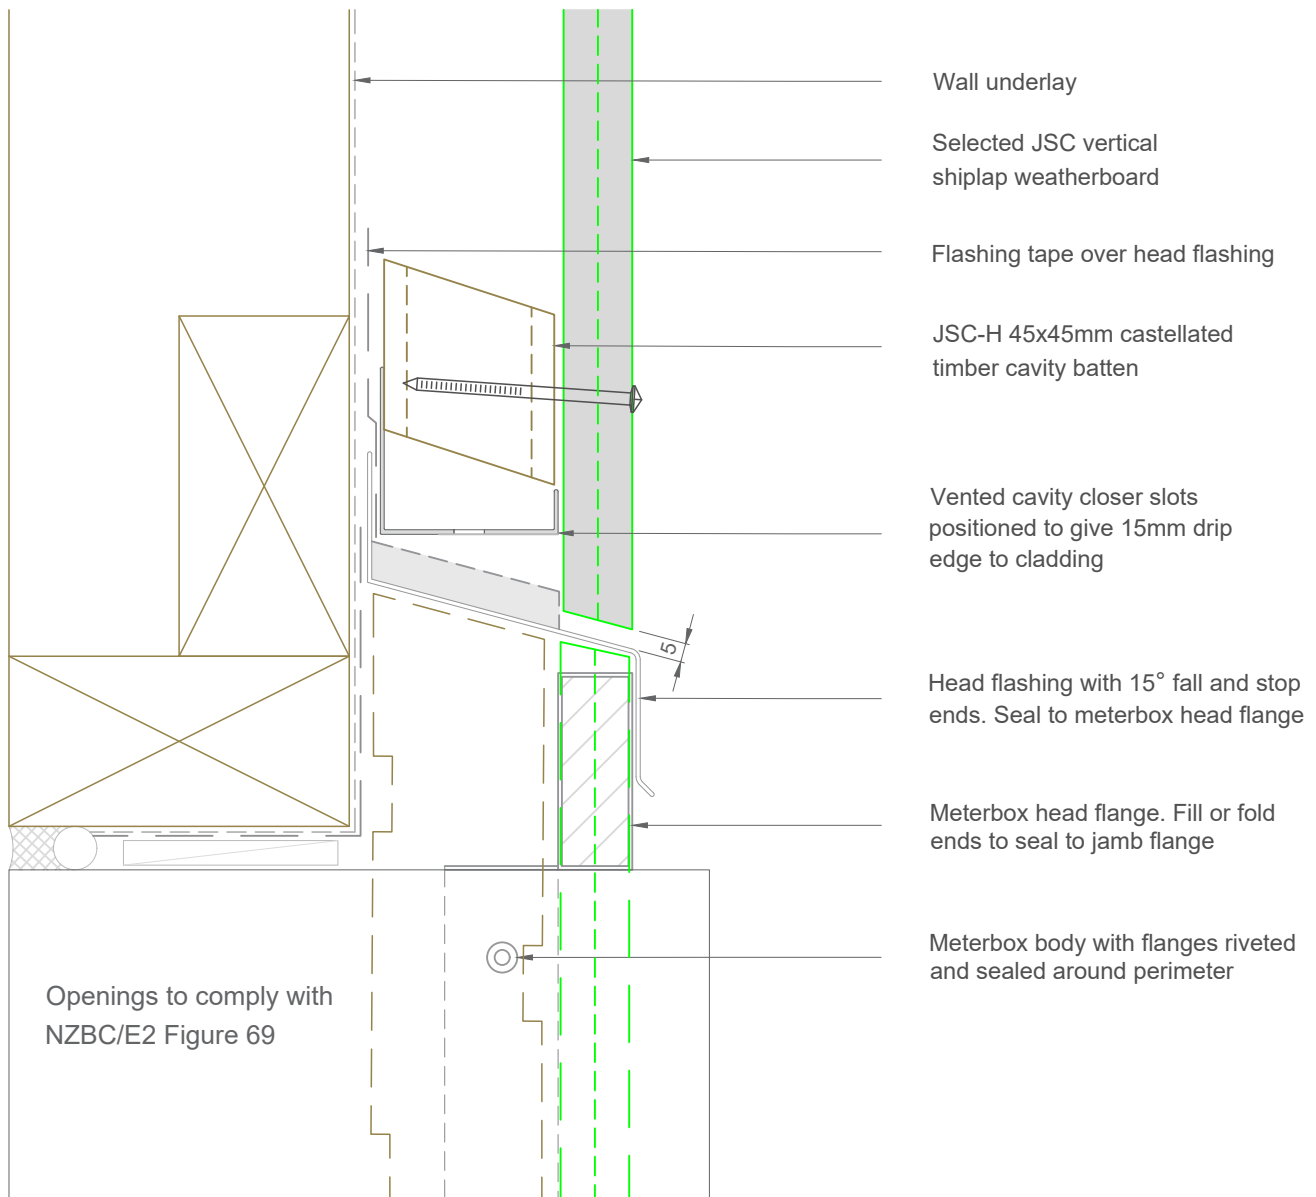 Wall underlay
Selected JSC vertical
shiplap weatherboard
Flashing tape over head flashing
JSC-H 45x45mm castellated
timber cavity batten
Vented cavity closer slots
positioned to give 15mm drip
edge to cladding
5
Head flashing with 15° fall and stop
ends. Seal to meterbox head flange
Meterbox head flange. Fill or fold
ends to seal to jamb flange
Meterbox body with flanges riveted
and sealed around perimeter
Openings to comply with
NZBC/E2 Figure 69